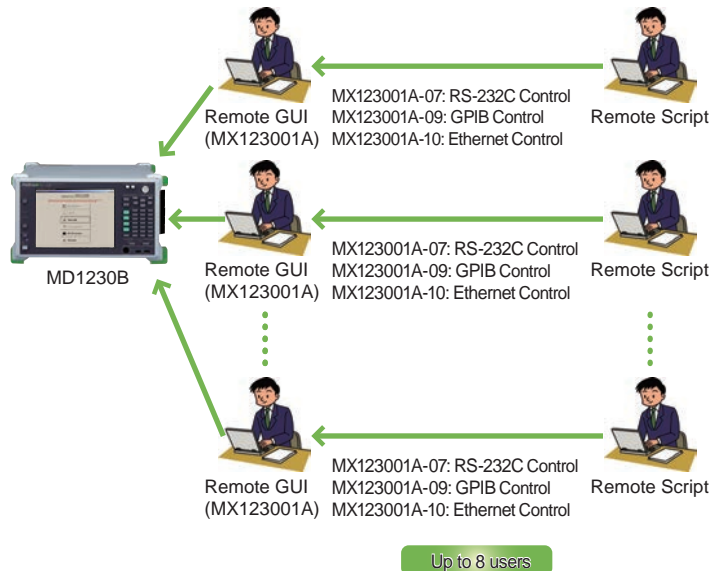 MX123001A-07: RS-232C Control
Remote GUI
MX123001A-09: GPIB Control
Remote Script
(MX123001A)
MX123001A-10: Ethernet Control
MD1230B
MX123001A-07: RS-232C Control
Remote GUI
MX123001A-09: GPIB Control
Remote Script
(MX123001A)
MX123001A-10: Ethernet Control
MX123001A-07: RS-232C Control
Remote GUI
MX123001A-09: GPIB Control
Remote Script
(MX123001A)
MX123001A-10: Ethernet Control
Up to 8 users